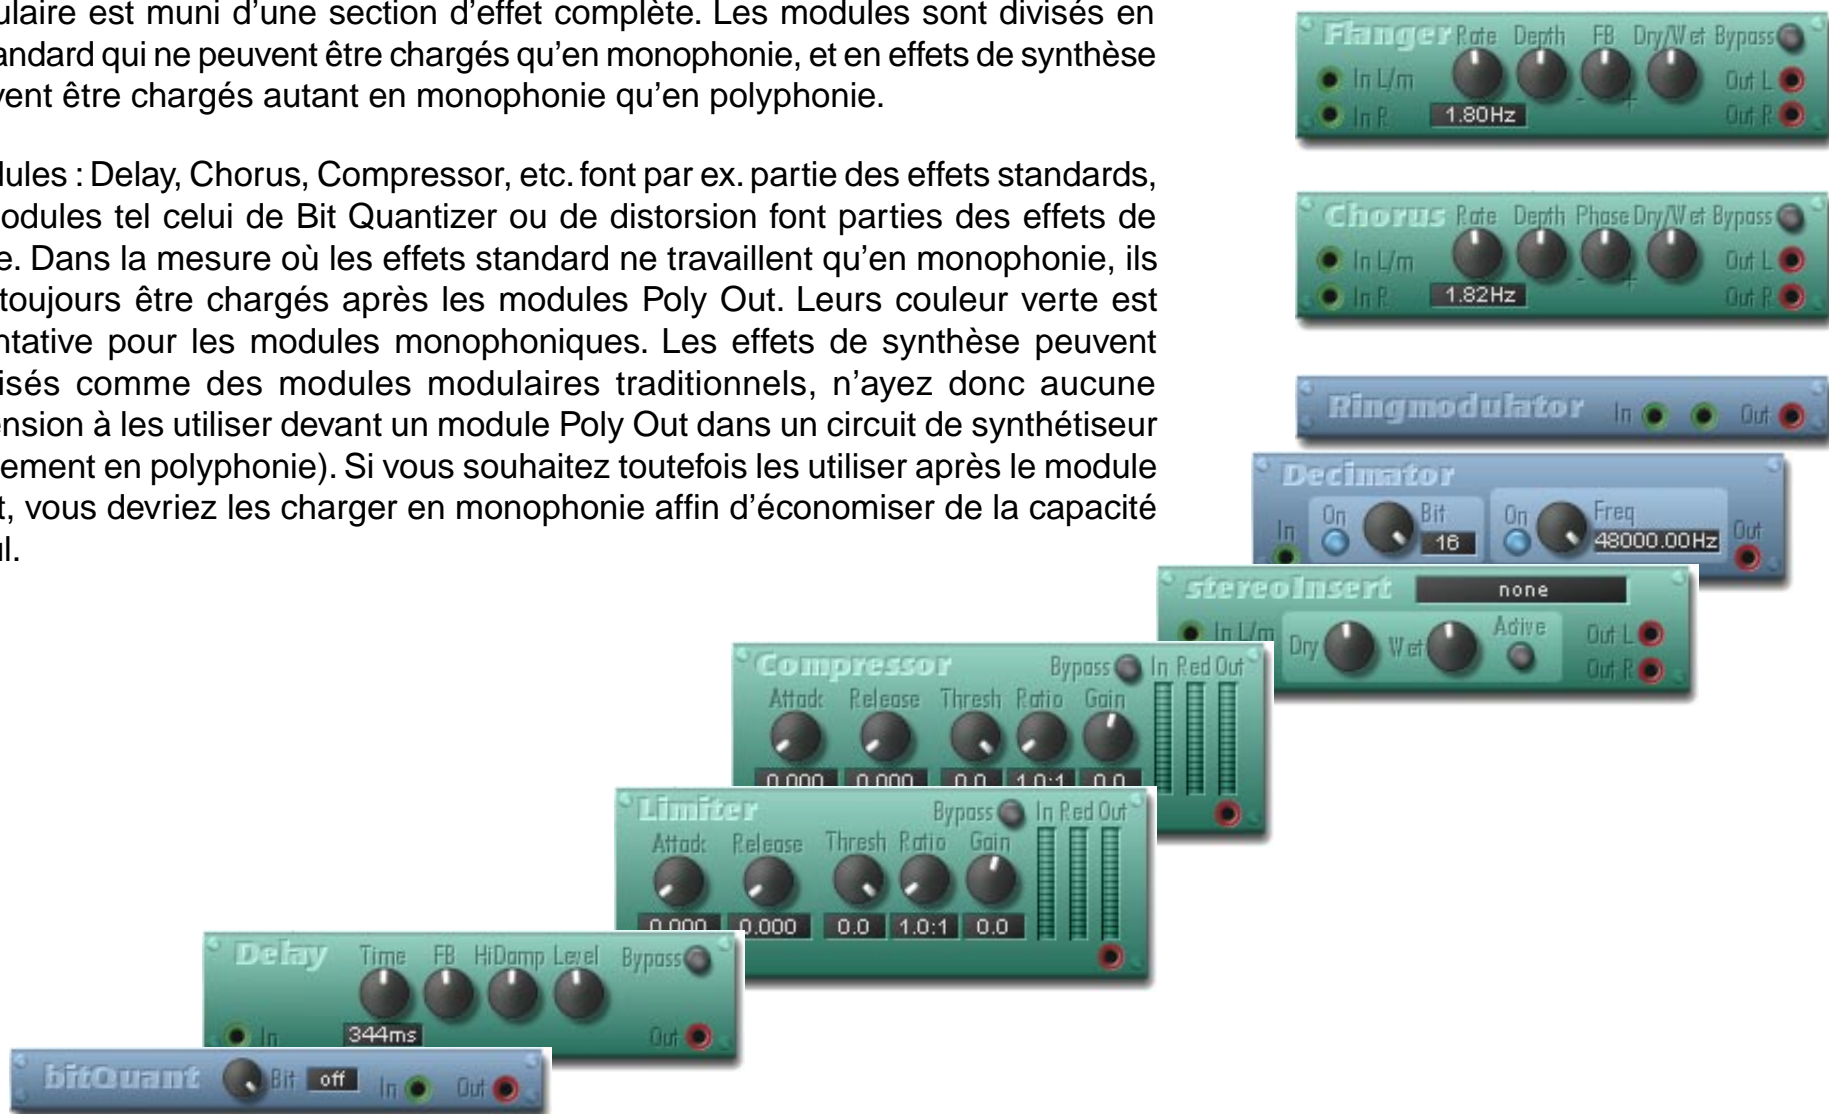 ulaire est muni d’une section d’effet complète. Les modules sont divisés en
andard qui ne peuvent être chargés qu’en monophonie, et en effets de synthèse
vent être chargés autant en monophonie qu’en polyphonie.
dules : Delay, Chorus, Compressor, etc. font par ex. partie des effets standards,
nodules tel celui de Bit Quantizer ou de distorsion font parties des effets de
e. Dans la mesure où les effets standard ne travaillent qu’en monophonie, ils
toujours être chargés après les modules Poly Out. Leurs couleur verte est
ntative pour les modules monophoniques. Les effets de synthèse peuvent
isés comme des modules modulaires traditionnels, n’ayez donc aucune
ension à les utiliser devant un module Poly Out dans un circuit de synthétiseur
ement en polyphonie). Si vous souhaitez toutefois les utiliser après le module
t, vous devriez les charger en monophonie affin d’économiser de la capacité
ul.
Flanger Rate Depth FB Dry/Wet Bypass
In L/m Out L
- +
In R 1.80Hz Out R
Chorus Rate Depth Phase Dry/Wet Bypass
In L/m Out L
- +
In R 1.82Hz Out R
Ringmodulator In Out
Decimator
On Bit On Freq
In 16 48000.00Hz Out
stereoInsert none
In L/m Dry Wet Active Out L
Out R
Compressor Bypass In Red Out
Attack Release Thresh Ratio Gain
0.000 0.000 0.0 1.0:1 0.0
Limiter Bypass In Red Out
Attack Release Thresh Ratio Gain
0.000 0.000 0.0 1.0:1 0.0
Delay Time FB HiDamp Level Bypass
In 344ms Out
bitQuant Bit off In Out